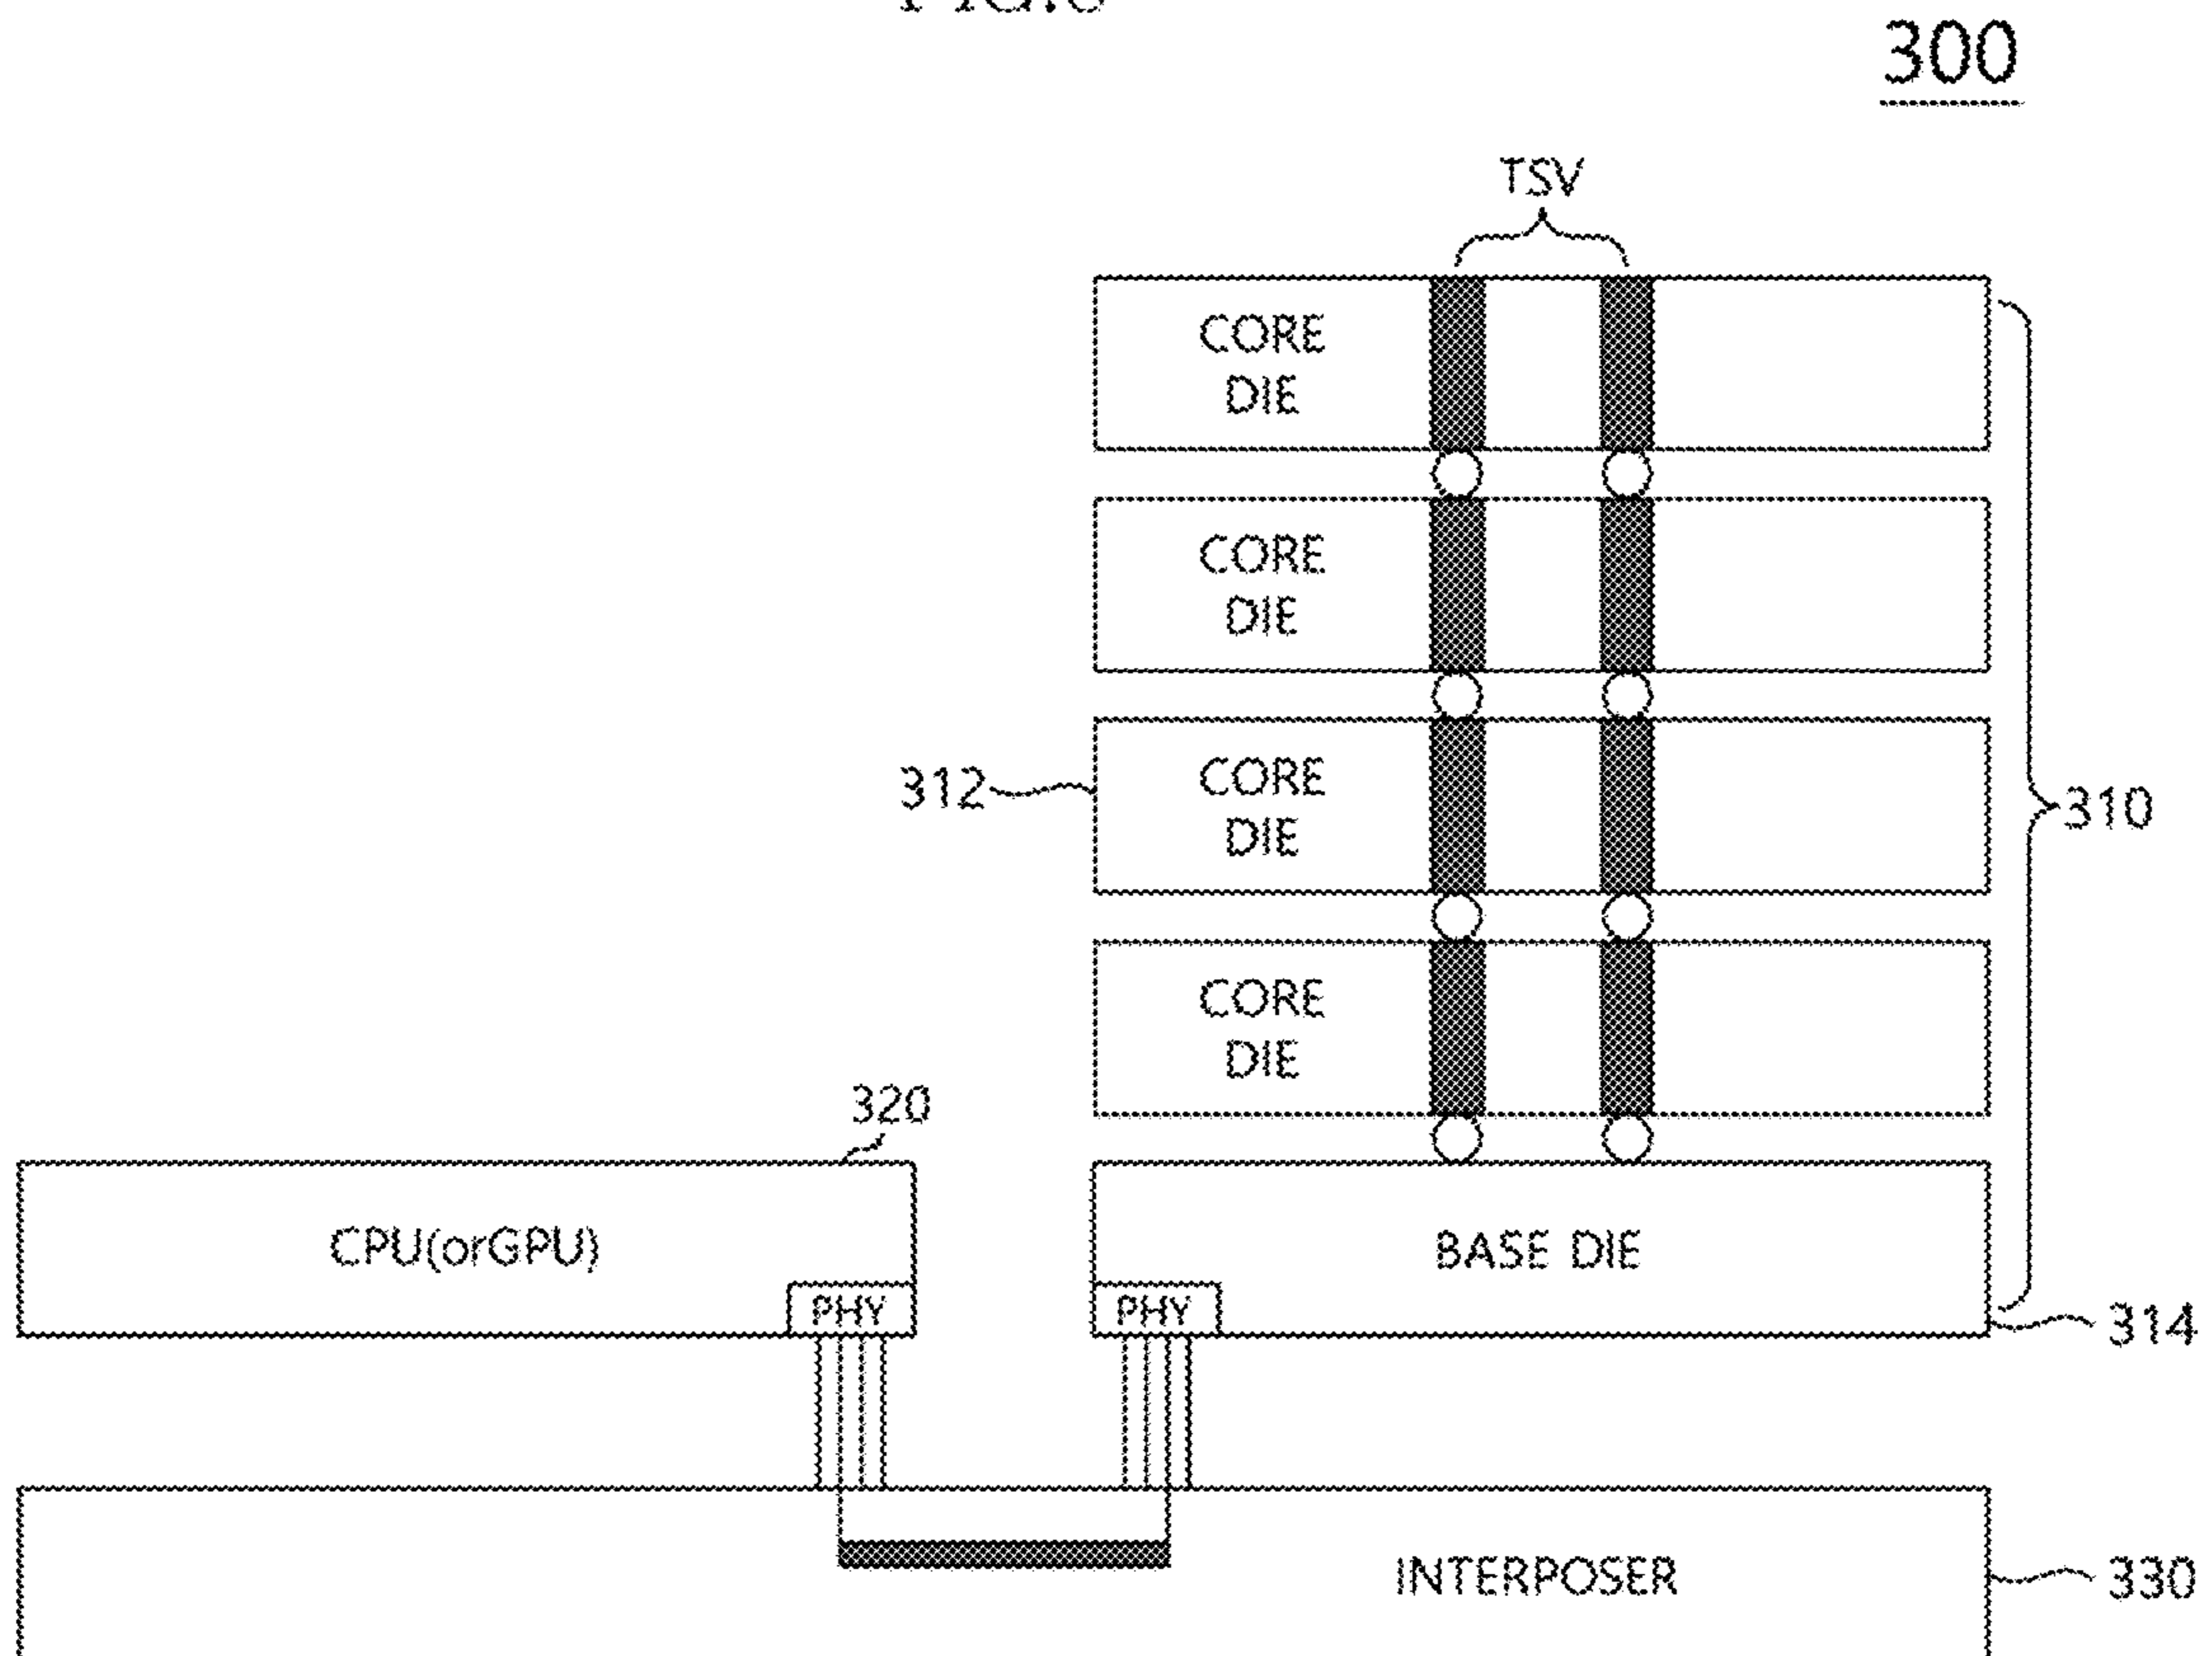 300
TSV
CORE
DIE
CORE
DIE
312
CORE
DIE
310
CORE
DIE
320
CPU(orGPU)
BASE DIE
PHY
PHY
314
INTERPOSER
330